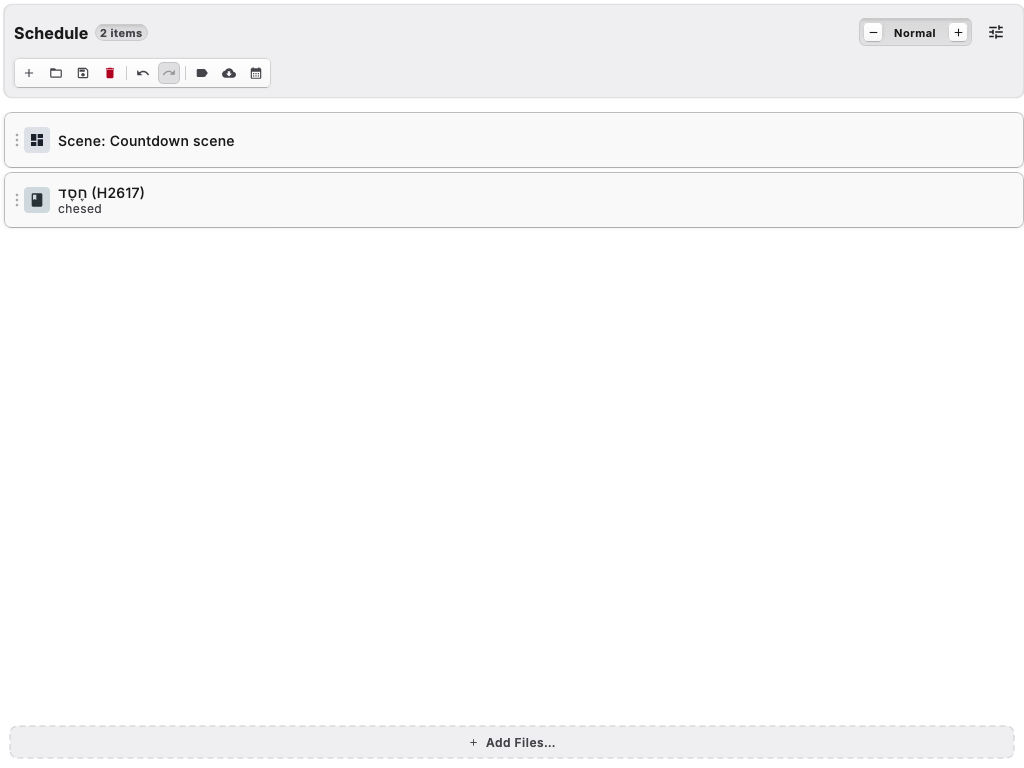 Schedule 2 items
Normal
Scene: Countdown scene
חֶסֶד (H2617)
chesed
Add Files...